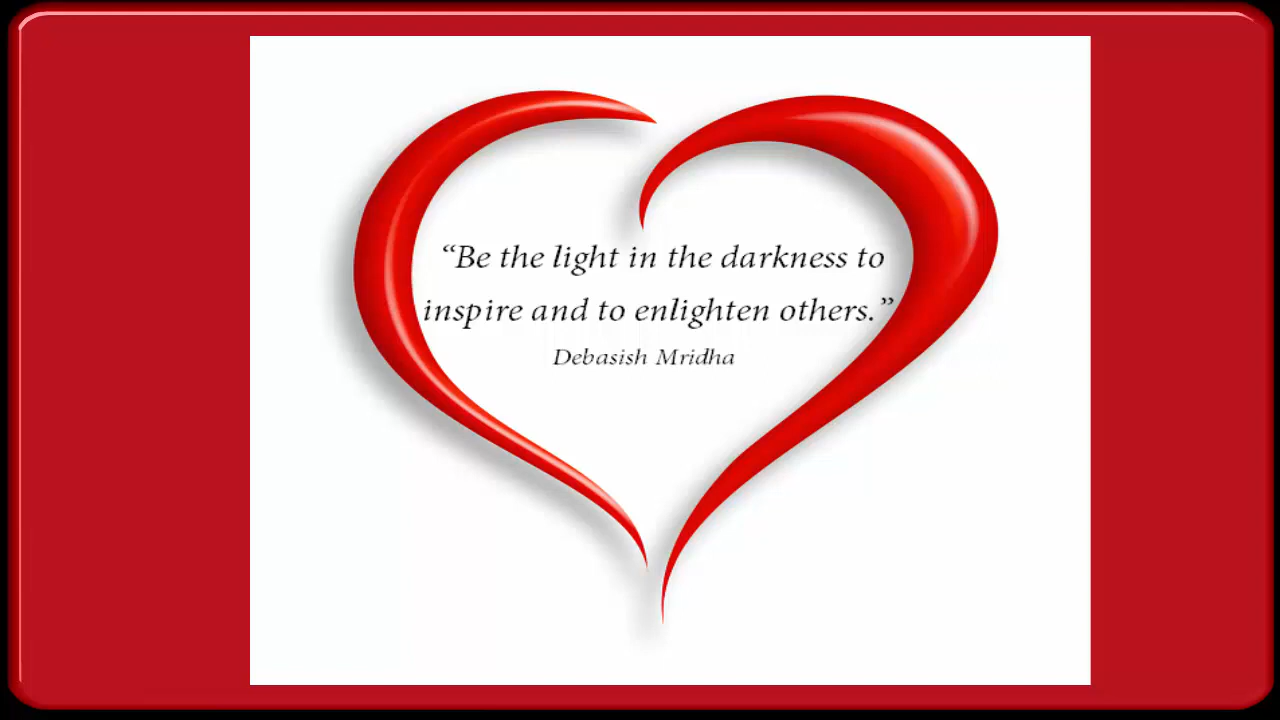 “Be the light in the darkness to
inspire and to enlighten others.”
Debasish Mridha